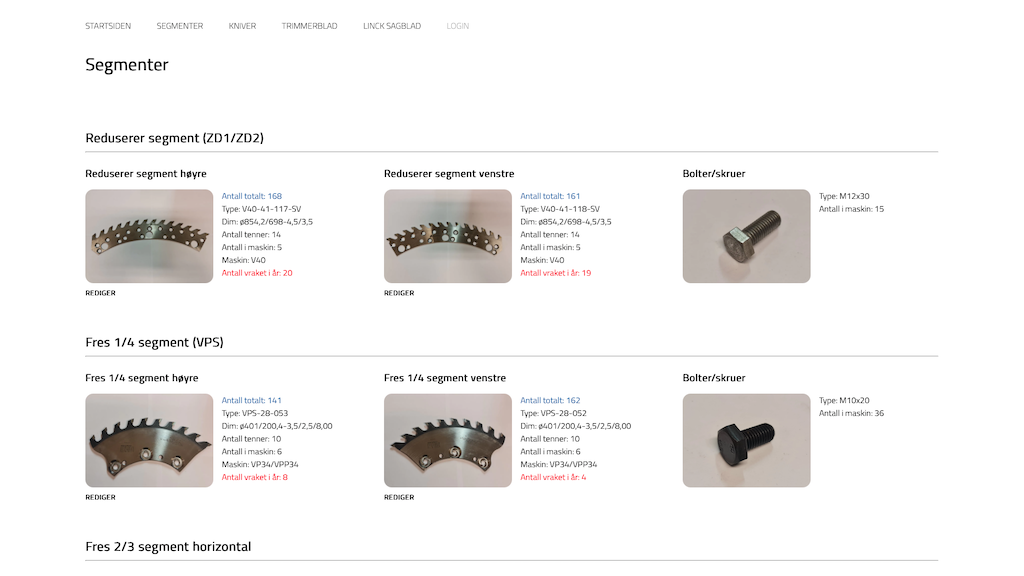 STARTSIDEN SEGMENTER KNIVER TRIMMERBLAD LINCK SAGBLAD LOGIN
Segmenter
Reduserer segment (ZD1/ZD2)
Reduserer segment høyre
Antall totalt: 168
Type: V40-41-117-SV
Dim: ø854,2/698-4,5/3,5
Antall tenner: 14
Antall i maskin: 5
Maskin: V40
Antall vraket i år: 20
REDIGER
Reduserer segment venstre
Antall totalt: 161
Type: V40-41-118-SV
Dim: ø854,2/698-4,5/3,5
Antall tenner: 14
Antall i maskin: 5
Maskin: V40
Antall vraket i år: 19
REDIGER
Bolter/skruer
Type: M12x30
Antall i maskin: 15
Fres 1/4 segment (VPS)
Fres 1/4 segment høyre
Antall totalt: 141
Type: VPS-28-053
Dim: ø401/200,4-3,5/2,5/8,00
Antall tenner: 10
Antall i maskin: 6
Maskin: VP34/VPP34
Antall vraket i år: 8
REDIGER
Fres 1/4 segment venstre
Antall totalt: 162
Type: VPS-28-052
Dim: ø401/200,4-3,5/2,5/8,00
Antall tenner: 10
Antall i maskin: 6
Maskin: VP34/VPP34
Antall vraket i år: 4
REDIGER
Bolter/skruer
Type: M10x20
Antall i maskin: 36
Fres 2/3 segment horizontal